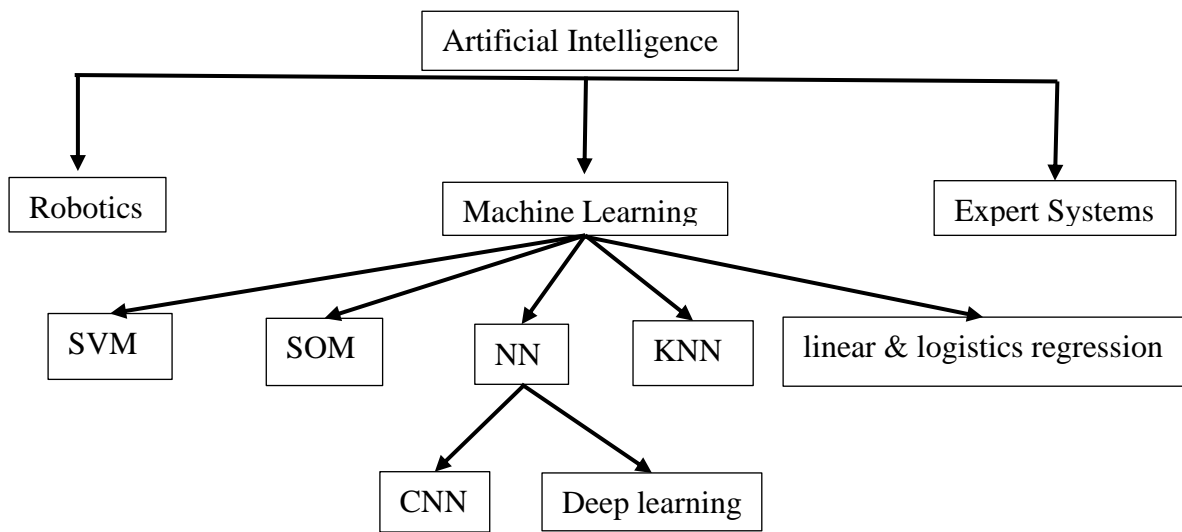 Artificial Intelligence
Robotics
Machine Learning
Expert Systems
SVM
SOM
NN
KNN
linear & logistics regression
CNN
Deep learning